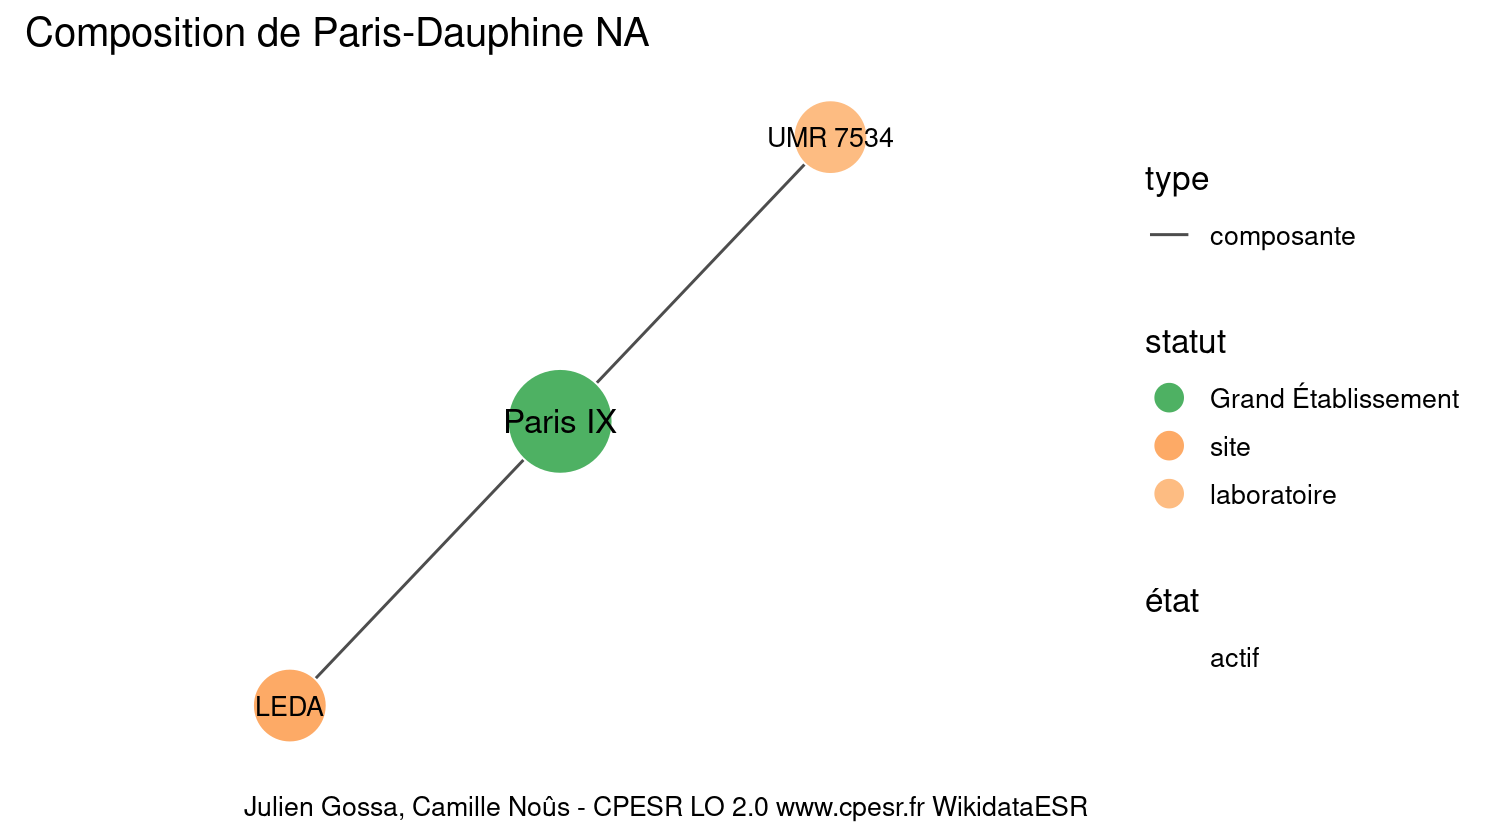 Composition de Paris-Dauphine NA
UMR 7534
Paris IX
LEDA
type
composante
statut
Grand Établissement
site
laboratoire
état
actif
Julien Gossa, Camille Noûs - CPESR LO 2.0 www.cpesr.fr WikidataESR